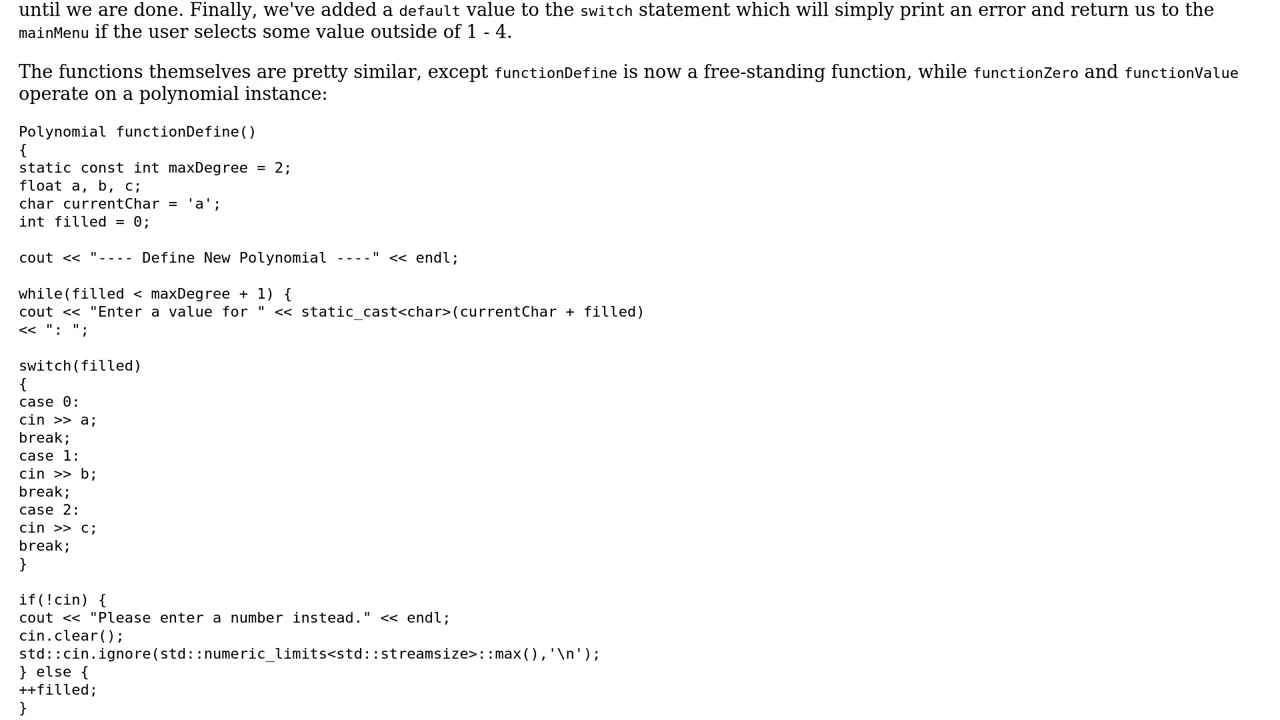 until we are done. Finally, we've added a default value to the switch statement which will simply print an error and return us to the
mainMenu if the user selects some value outside of 1 - 4.
The functions themselves are pretty similar, except functionDefine is now a free-standing function, while functionZero and functionValue
operate on a polynomial instance:
Polynomial functionDefine()
{
static const int maxDegree = 2;
float a, b, c;
char currentChar = 'a';
int filled = 0;
cout << "---- Define New Polynomial ----" << endl;
while(filled < maxDegree + 1) {
cout << "Enter a value for " << static_cast<char>(currentChar + filled)
<< ": ";
switch(filled)
{
case 0:
cin >> a;
break;
case 1:
cin >> b;
break;
case 2:
cin >> c;
break;
}
if(!cin) {
cout << "Please enter a number instead." << endl;
cin.clear();
std::cin.ignore(std::numeric_limits<std::streamsize>::max(),'\n');
} else {
++filled;
}